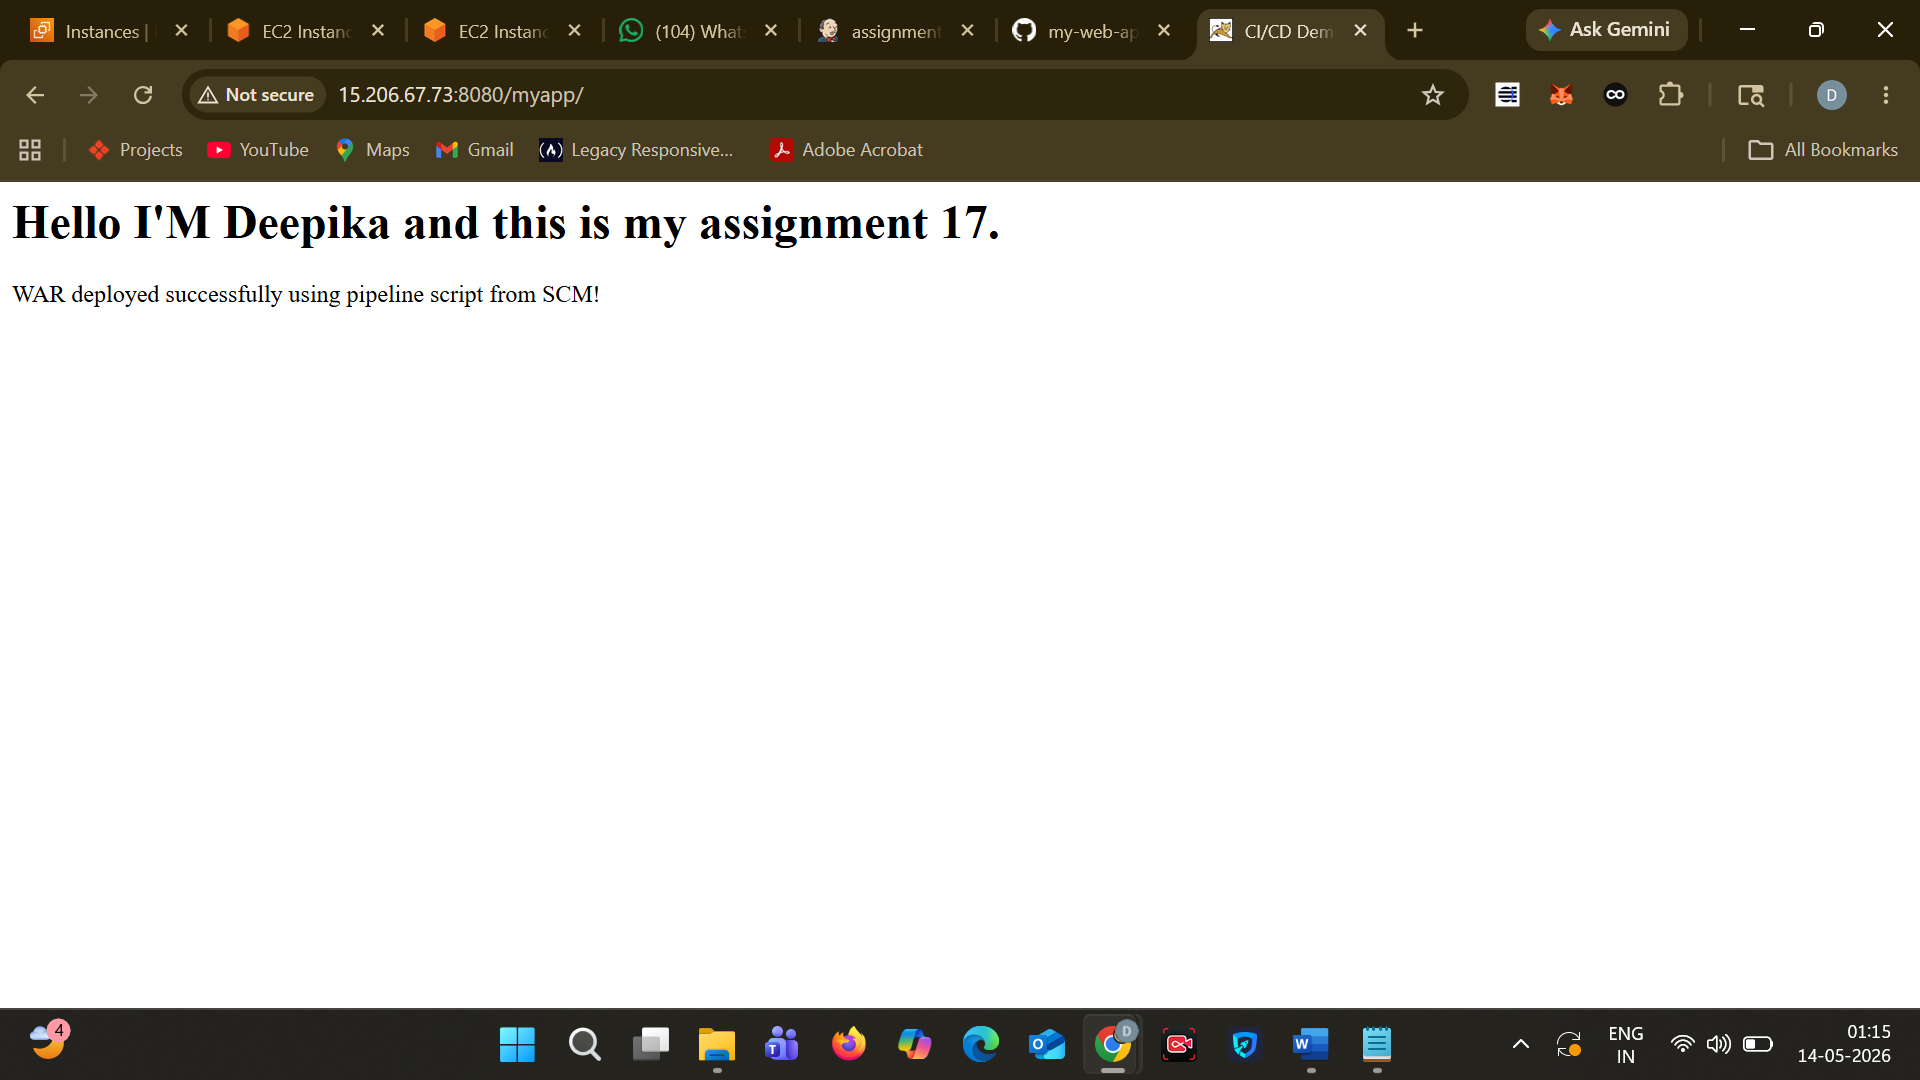 Instances |
EC2 Instanc
EC2 Instanc
(104) What
assignment
my-web-ap
CI/CD Dem
Ask Gemini
Not secure
15.206.67.73:8080/myapp/
D
Projects
YouTube
Maps
Gmail
Legacy Responsive...
Adobe Acrobat
All Bookmarks
Hello I'M Deepika and this is my assignment 17.
WAR deployed successfully using pipeline script from SCM!
4
D
ENG
IN
01:15
14-05-2026